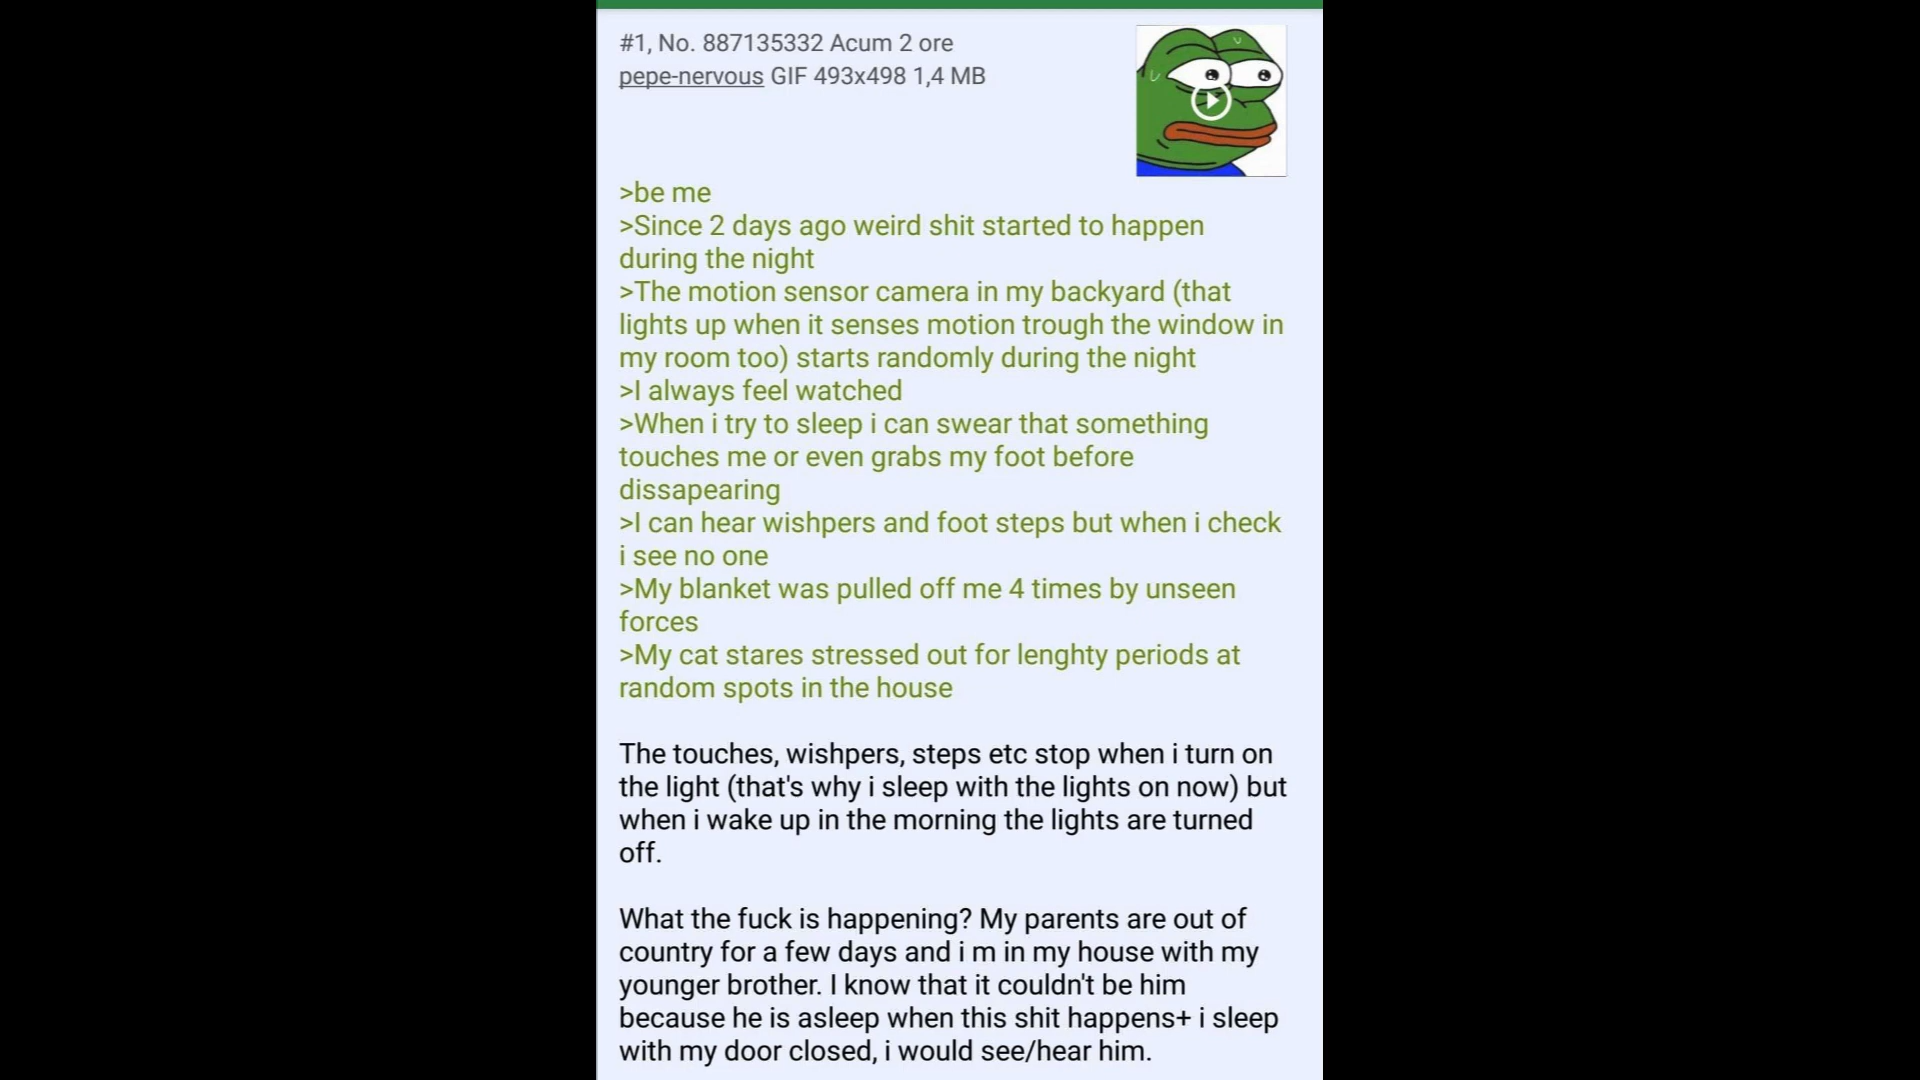 #1, No. 887135332 Acum 2 ore
pepe-nervous GIF 493x498 1,4 MB
>be me
>Since 2 days ago weird shit started to happen
during the night
>The motion sensor camera in my backyard (that
lights up when it senses motion trough the window in
my room too) starts randomly during the night
>I always feel watched
>When i try to sleep i can swear that something
touches me or even grabs my foot before
dissapearing
>I can hear wishpers and foot steps but when i check
i see no one
>My blanket was pulled off me 4 times by unseen
forces
>My cat stares stressed out for lenghty periods at
random spots in the house
The touches, wishpers, steps etc stop when i turn on
the light (that's why i sleep with the lights on now) but
when i wake up in the morning the lights are turned
off.
What the fuck is happening? My parents are out of
country for a few days and i m in my house with my
younger brother. I know that it couldn't be him
because he is asleep when this shit happens+ i sleep
with my door closed, i would see/hear him.